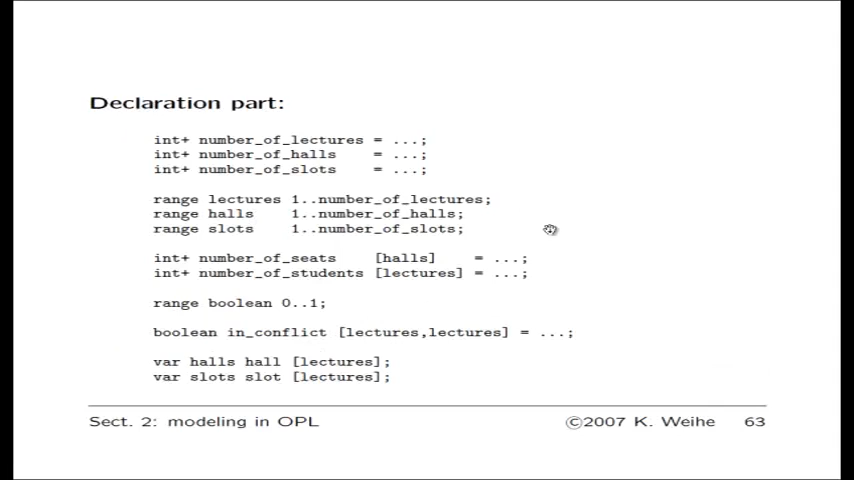 Declaration part:
int+ number_of_lectures = ...;
int+ number_of_halls = ...;
int+ number_of_slots = ...;
range lectures 1..number_of_lectures;
range halls 1..number_of_halls;
range slots 1..number_of_slots;
int+ number_of_seats [halls] = ...;
int+ number_of_students [lectures] = ...;
range boolean 0..1;
boolean in_conflict [lectures,lectures] = ...;
var halls hall [lectures];
var slots slot [lectures];
Sect. 2: modeling in OPL ©2007 K. Weihe 63